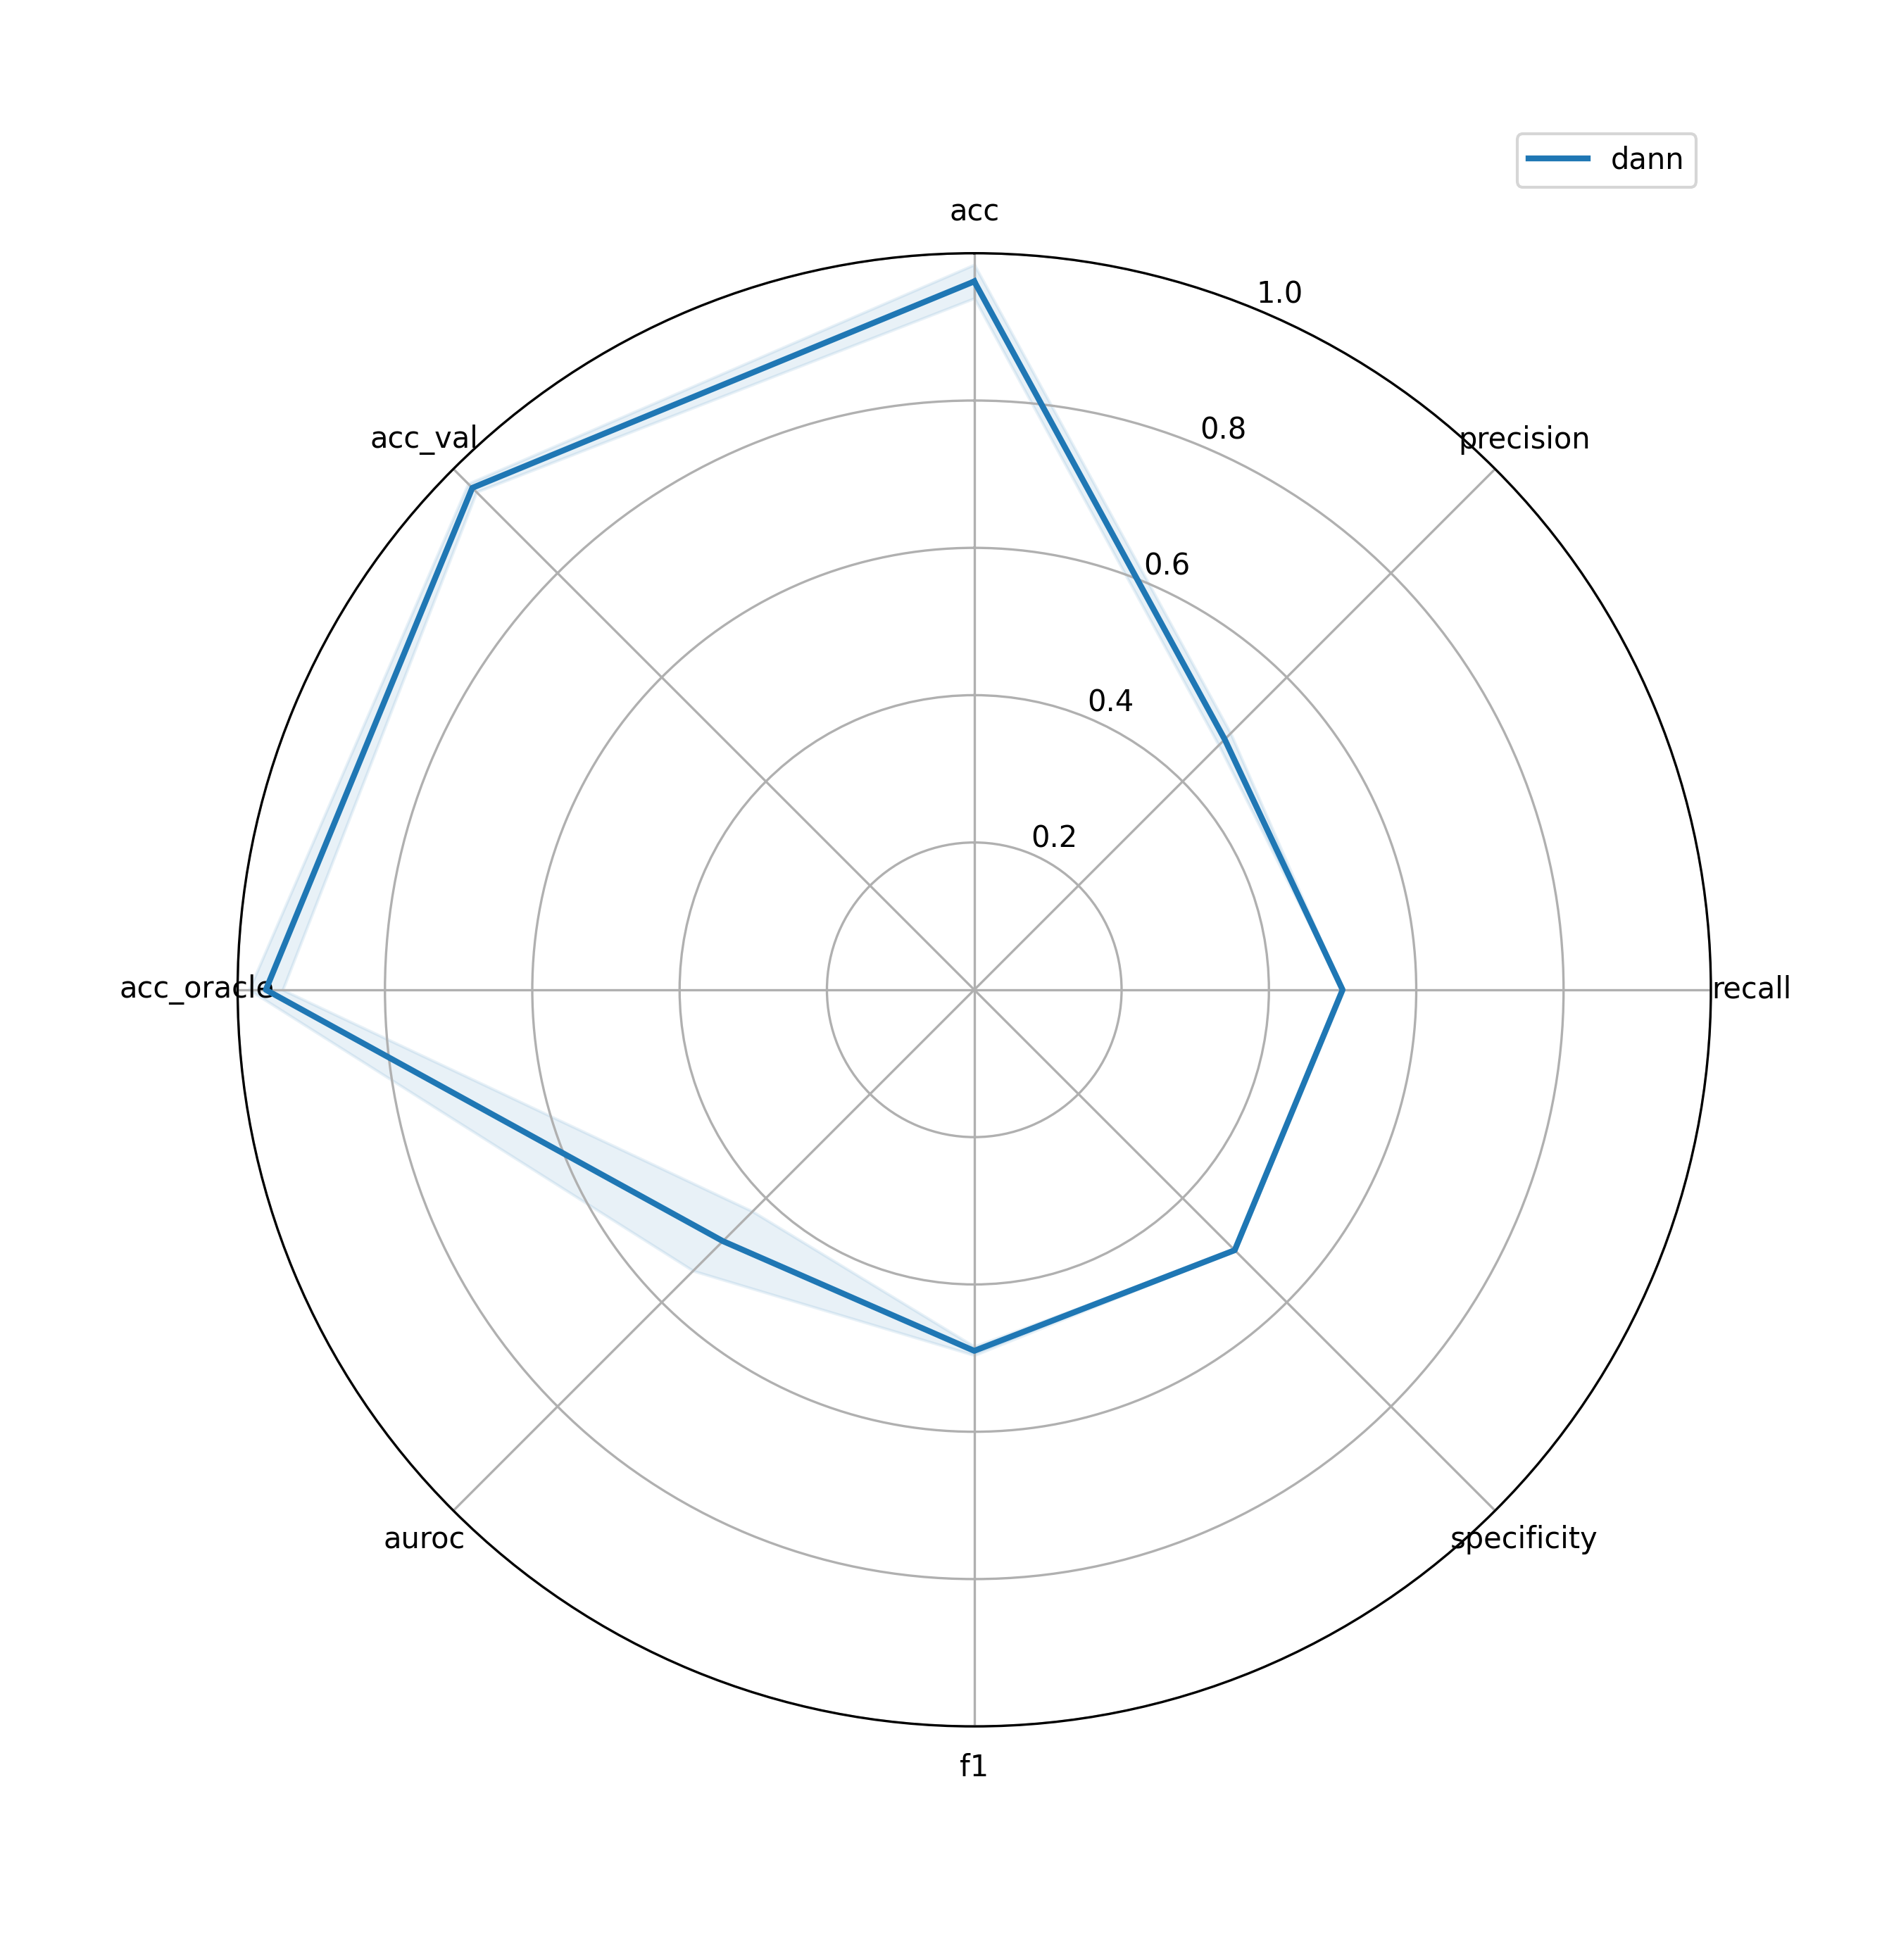 dann
acc
1.0
0.8
acc_val
precision
0.6
0.4
0.2
acc_oracle
recall
auroc
specificity
f1